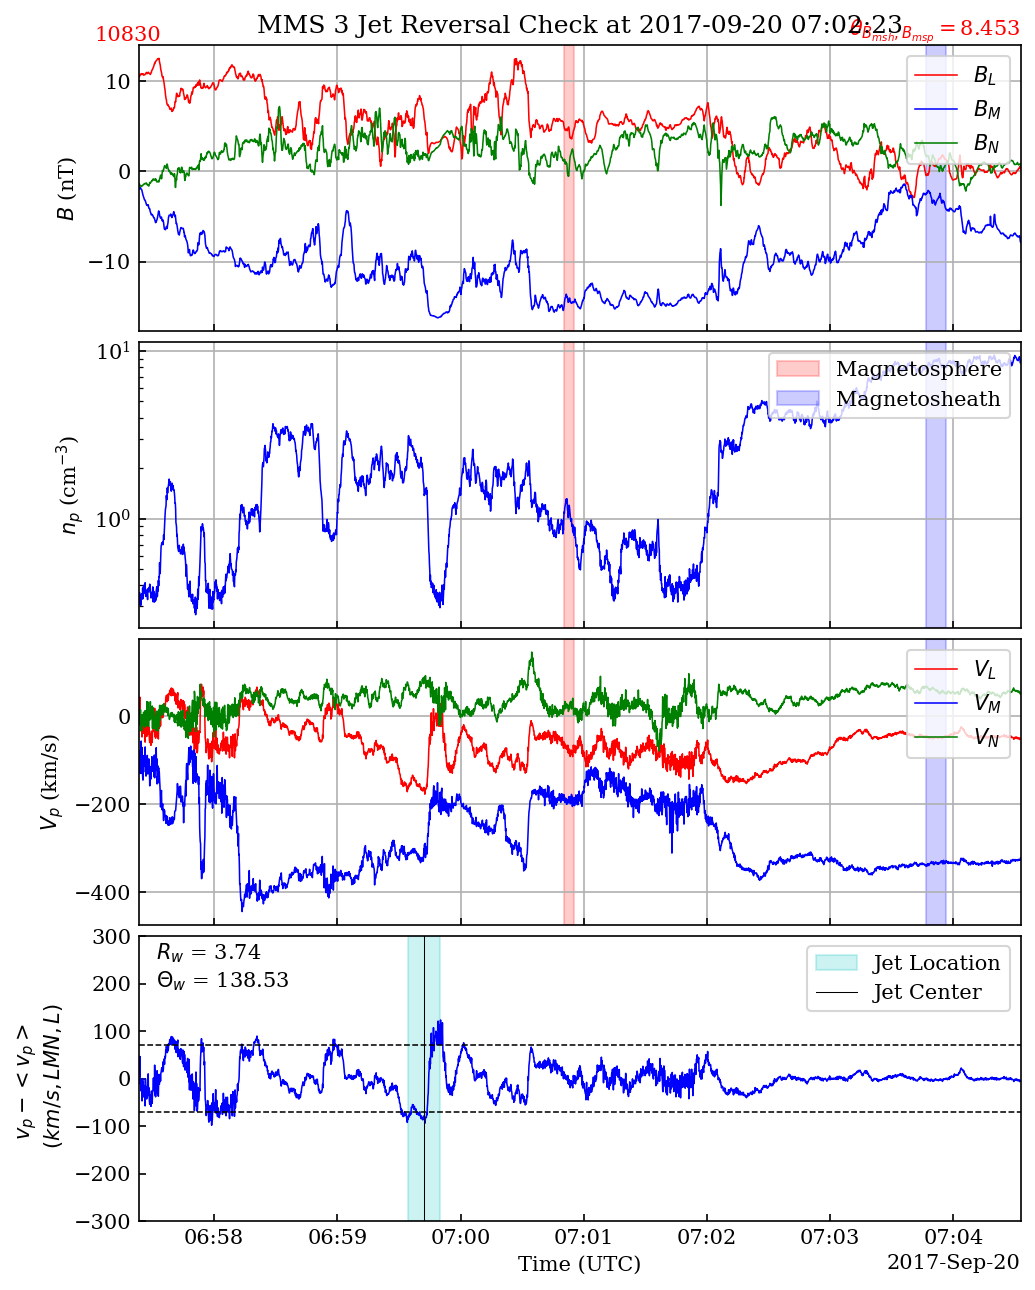 MMS 3 Jet Reversal Check at 2017-09-20 07:02:23
10830
θ_{B_{msh}, B_{msp}} = 8.453
10
0
−10
B (nT)
B_L
B_M
B_N
10^1
10^0
n_p (cm^{−3})
Magnetosphere
Magnetosheath
0
−200
−400
V_p (km/s)
V_L
V_M
V_N
300
200
100
0
−100
−200
−300
v_p − < v_p >
(km/s, LMN, L)
R_w = 3.74
Θ_w = 138.53
Jet Location
Jet Center
06:58 06:59 07:00 07:01 07:02 07:03 07:04
Time (UTC)
2017-Sep-20